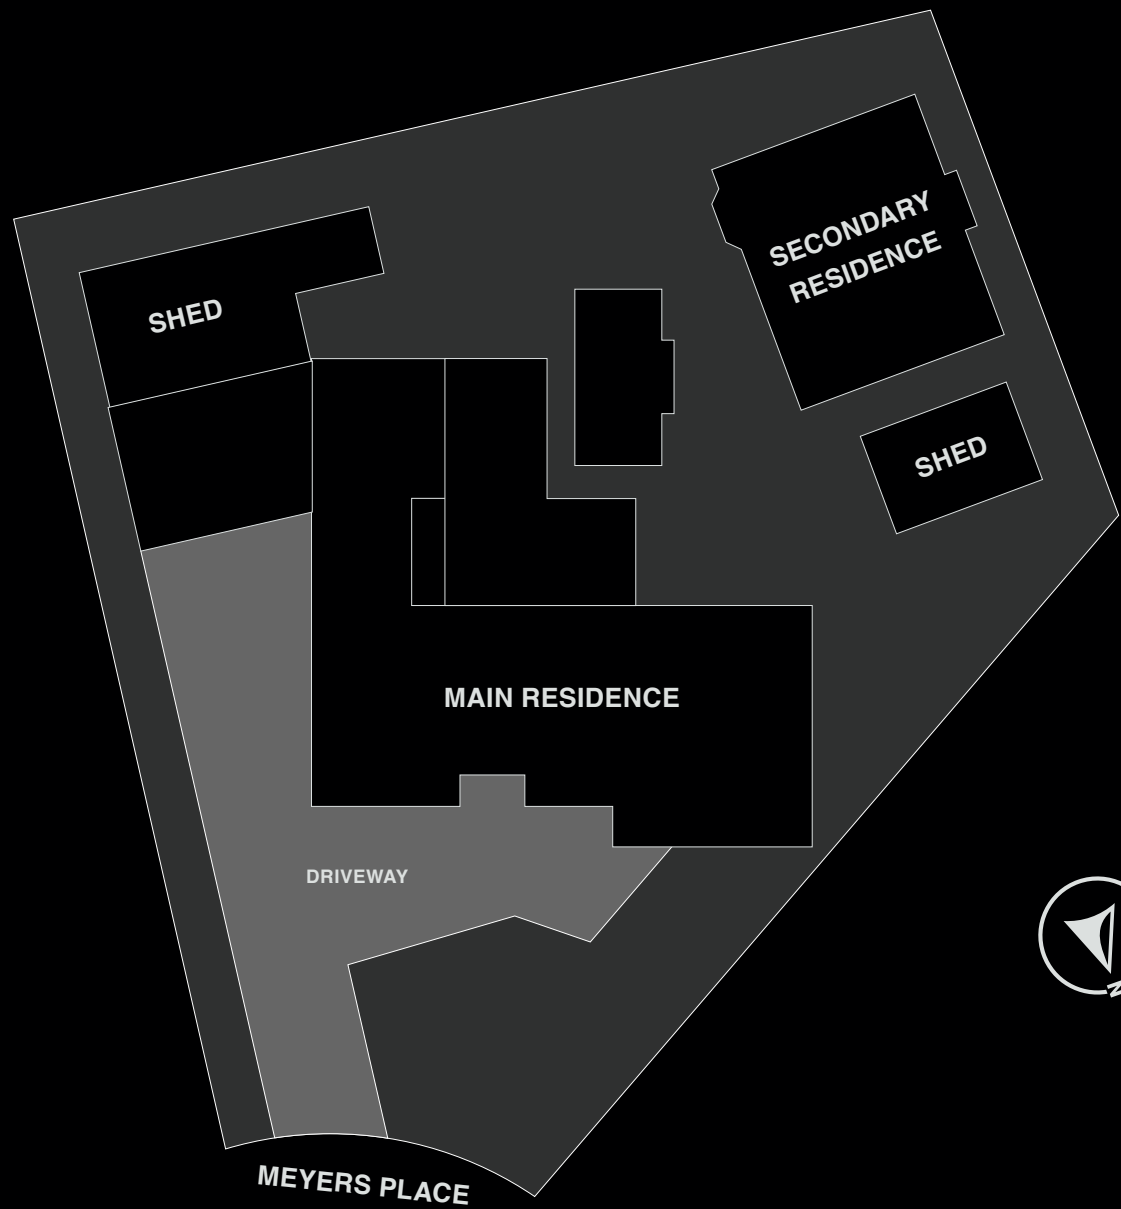 SECONDARY
RESIDENCE
SHED
SHED
MAIN RESIDENCE
DRIVEWAY
N
MEYERS PLACE